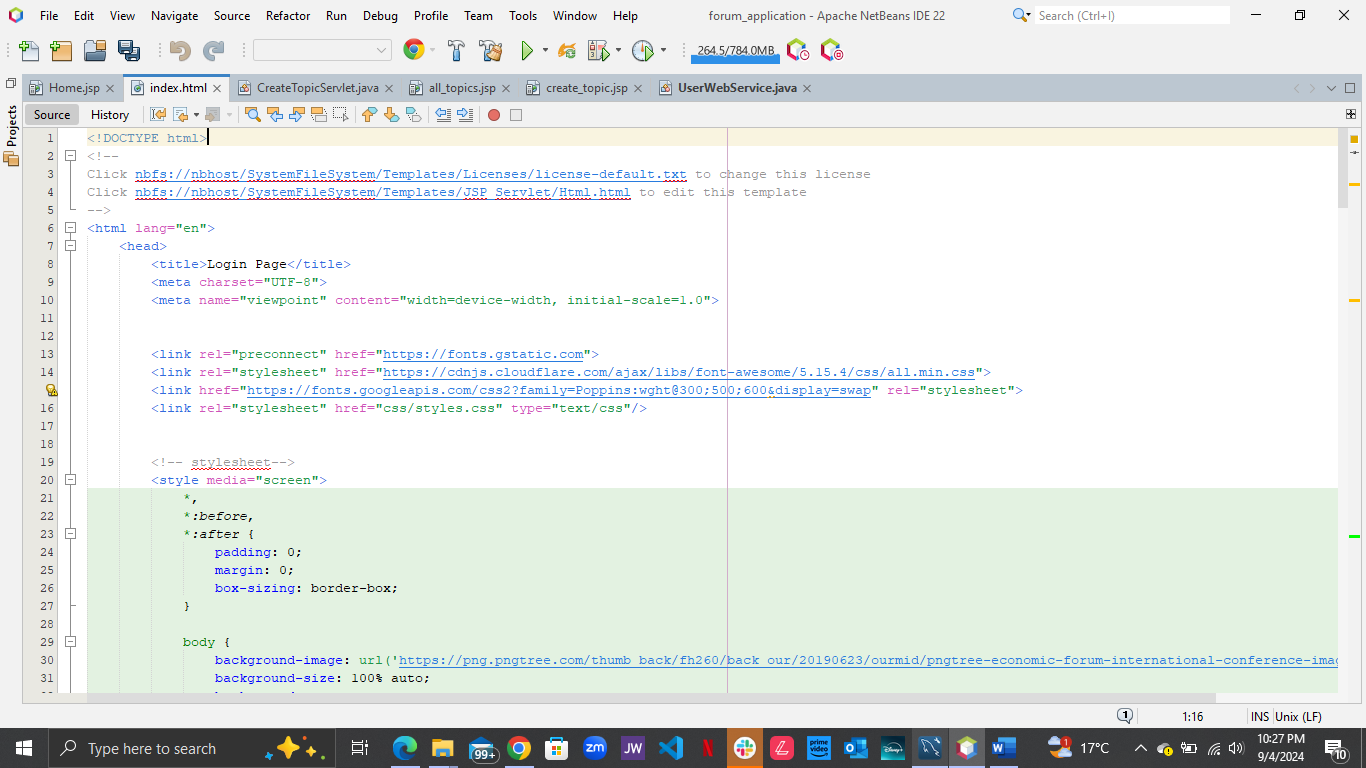 File Edit View Navigate Source Refactor Run Debug Profile Team Tools Window Help forum_application - Apache NetBeans IDE 22 Search (Ctrl+I)
264.5/784.0MB
Home.jsp index.html CreateTopicServlet.java all_topics.jsp create_topic.jsp UserWebService.java
Projects
Source History
1 <!DOCTYPE html>
2 <!--
3 Click nbfs://nbhost/SystemFileSystem/Templates/Licenses/license-default.txt to change this license
4 Click nbfs://nbhost/SystemFileSystem/Templates/JSP_Servlet/Html.html to edit this template
5 -->
6 <html lang="en">
7 <head>
8 <title>Login Page</title>
9 <meta charset="UTF-8">
10 <meta name="viewpoint" content="width=device-width, initial-scale=1.0">
11
12
13 <link rel="preconnect" href="https://fonts.gstatic.com">
14 <link rel="stylesheet" href="https://cdnjs.cloudflare.com/ajax/libs/font-awesome/5.15.4/css/all.min.css">
<link href="https://fonts.googleapis.com/css2?family=Poppins:wght@300;500;600&display=swap" rel="stylesheet">
16 <link rel="stylesheet" href="css/styles.css" type="text/css"/>
17
18
19 <!-- stylesheet-->
20 <style media="screen">
21 *,
22 *:before,
23 *:after {
24 padding: 0;
25 margin: 0;
26 box-sizing: border-box;
27 }
28
29 body {
30 background-image: url('https://png.pngtree.com/thumb_back/fh260/back_our/20190623/ourmid/pngtree-economic-forum-international-conference-imag
31 background-size: 100% auto;
1 1:16 INS Unix (LF)
Type here to search 99+ zm JW prime video Disney+ 1 17°C 10:27 PM
9/4/2024 10